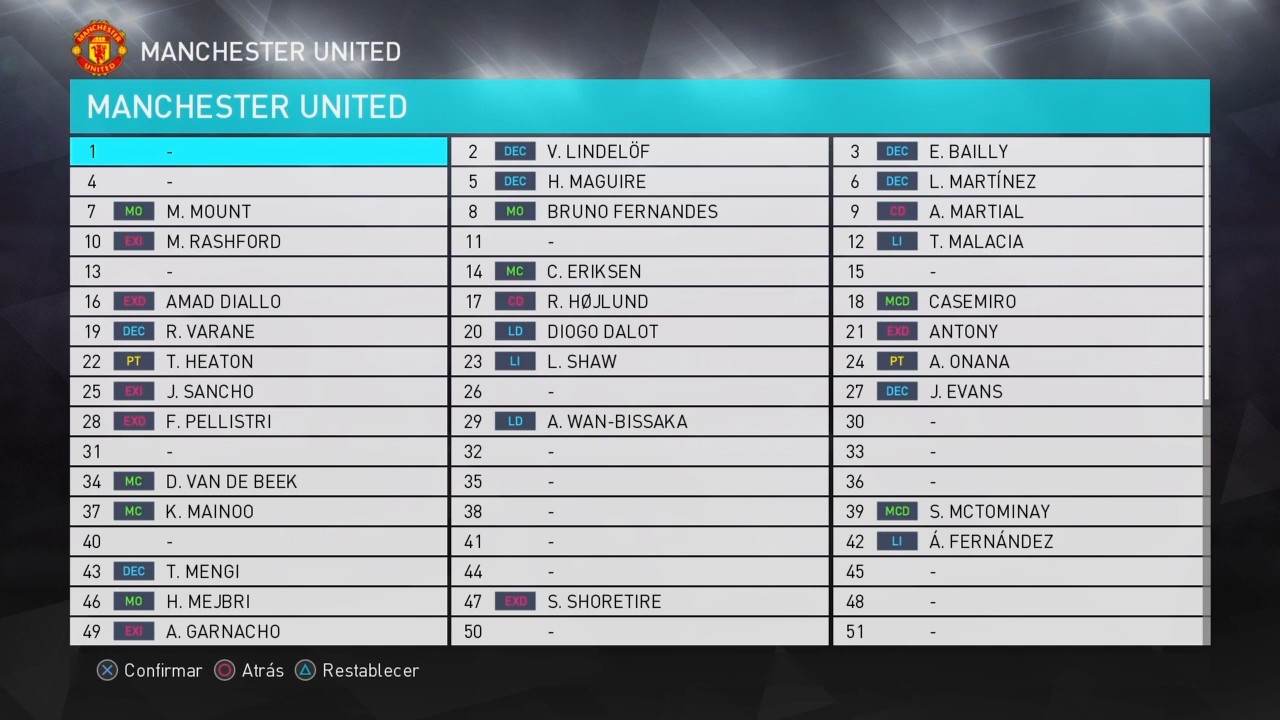 MANCHESTER UNITED
MANCHESTER UNITED
1 - 2 DEC V. LINDELÖF 3 DEC E. BAILLY
4 - 5 DEC H. MAGUIRE 6 DEC L. MARTÍNEZ
7 MO M. MOUNT 8 MO BRUNO FERNANDES 9 CD A. MARTIAL
10 EXI M. RASHFORD 11 - 12 LI T. MALACIA
13 - 14 MC C. ERIKSEN 15 -
16 EXD AMAD DIALLO 17 CD R. HØJLUND 18 MCD CASEMIRO
19 DEC R. VARANE 20 LD DIOGO DALOT 21 EXD ANTONY
22 PT T. HEATON 23 LI L. SHAW 24 PT A. ONANA
25 EXI J. SANCHO 26 - 27 DEC J. EVANS
28 EXD F. PELLISTRI 29 LD A. WAN-BISSAKA 30 -
31 - 32 - 33 -
34 MC D. VAN DE BEEK 35 - 36 -
37 MC K. MAINOO 38 - 39 MCD S. MCTOMINAY
40 - 41 - 42 LI Á. FERNÁNDEZ
43 DEC T. MENGI 44 - 45 -
46 MO H. MEJBRI 47 EXD S. SHORETIRE 48 -
49 EXI A. GARNACHO 50 - 51 -
Confirmar Atrás Restablecer